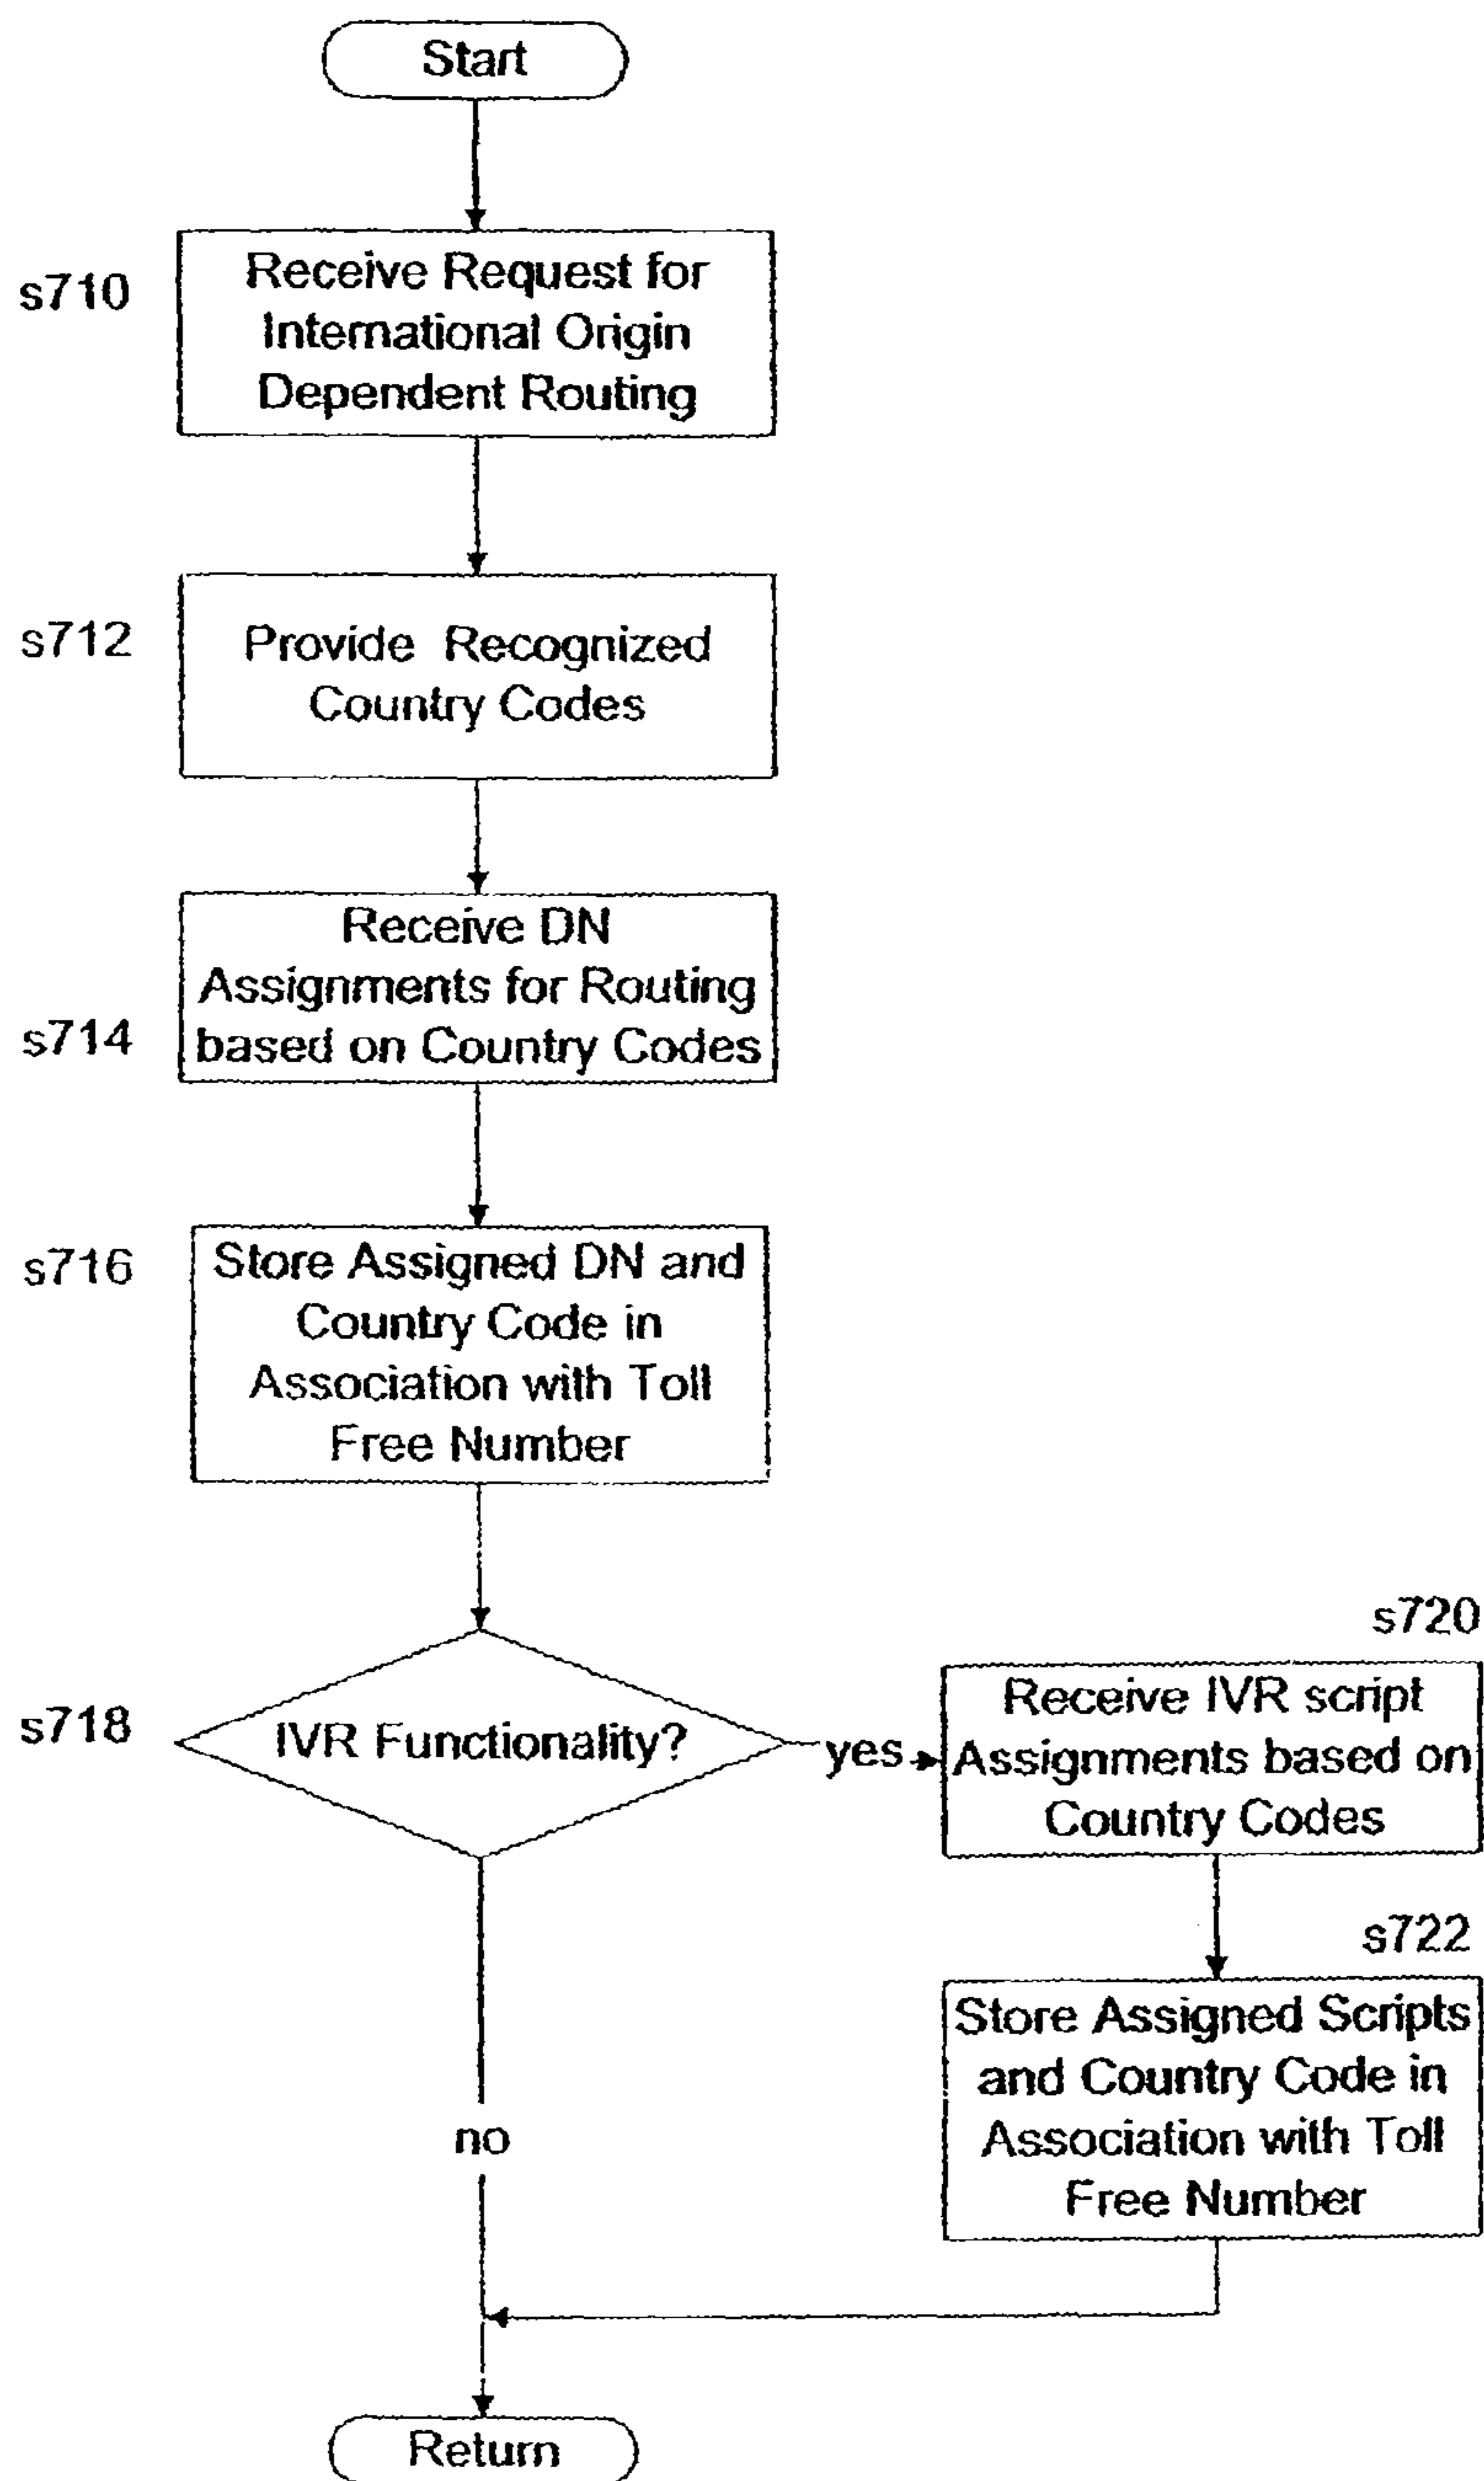 Start
s710
Receive Request for
International Origin
Dependent Routing
s712
Provide Recognized
Country Codes
s714
Receive DN
Assignments for Routing
based on Country Codes
s716
Store Assigned DN and
Country Code in
Association with Toll
Free Number
s718
IVR Functionality?
yes
s720
Receive IVR script
Assignments based on
Country Codes
s722
Store Assigned Scripts
and Country Code in
Association with Toll
Free Number
no
Return